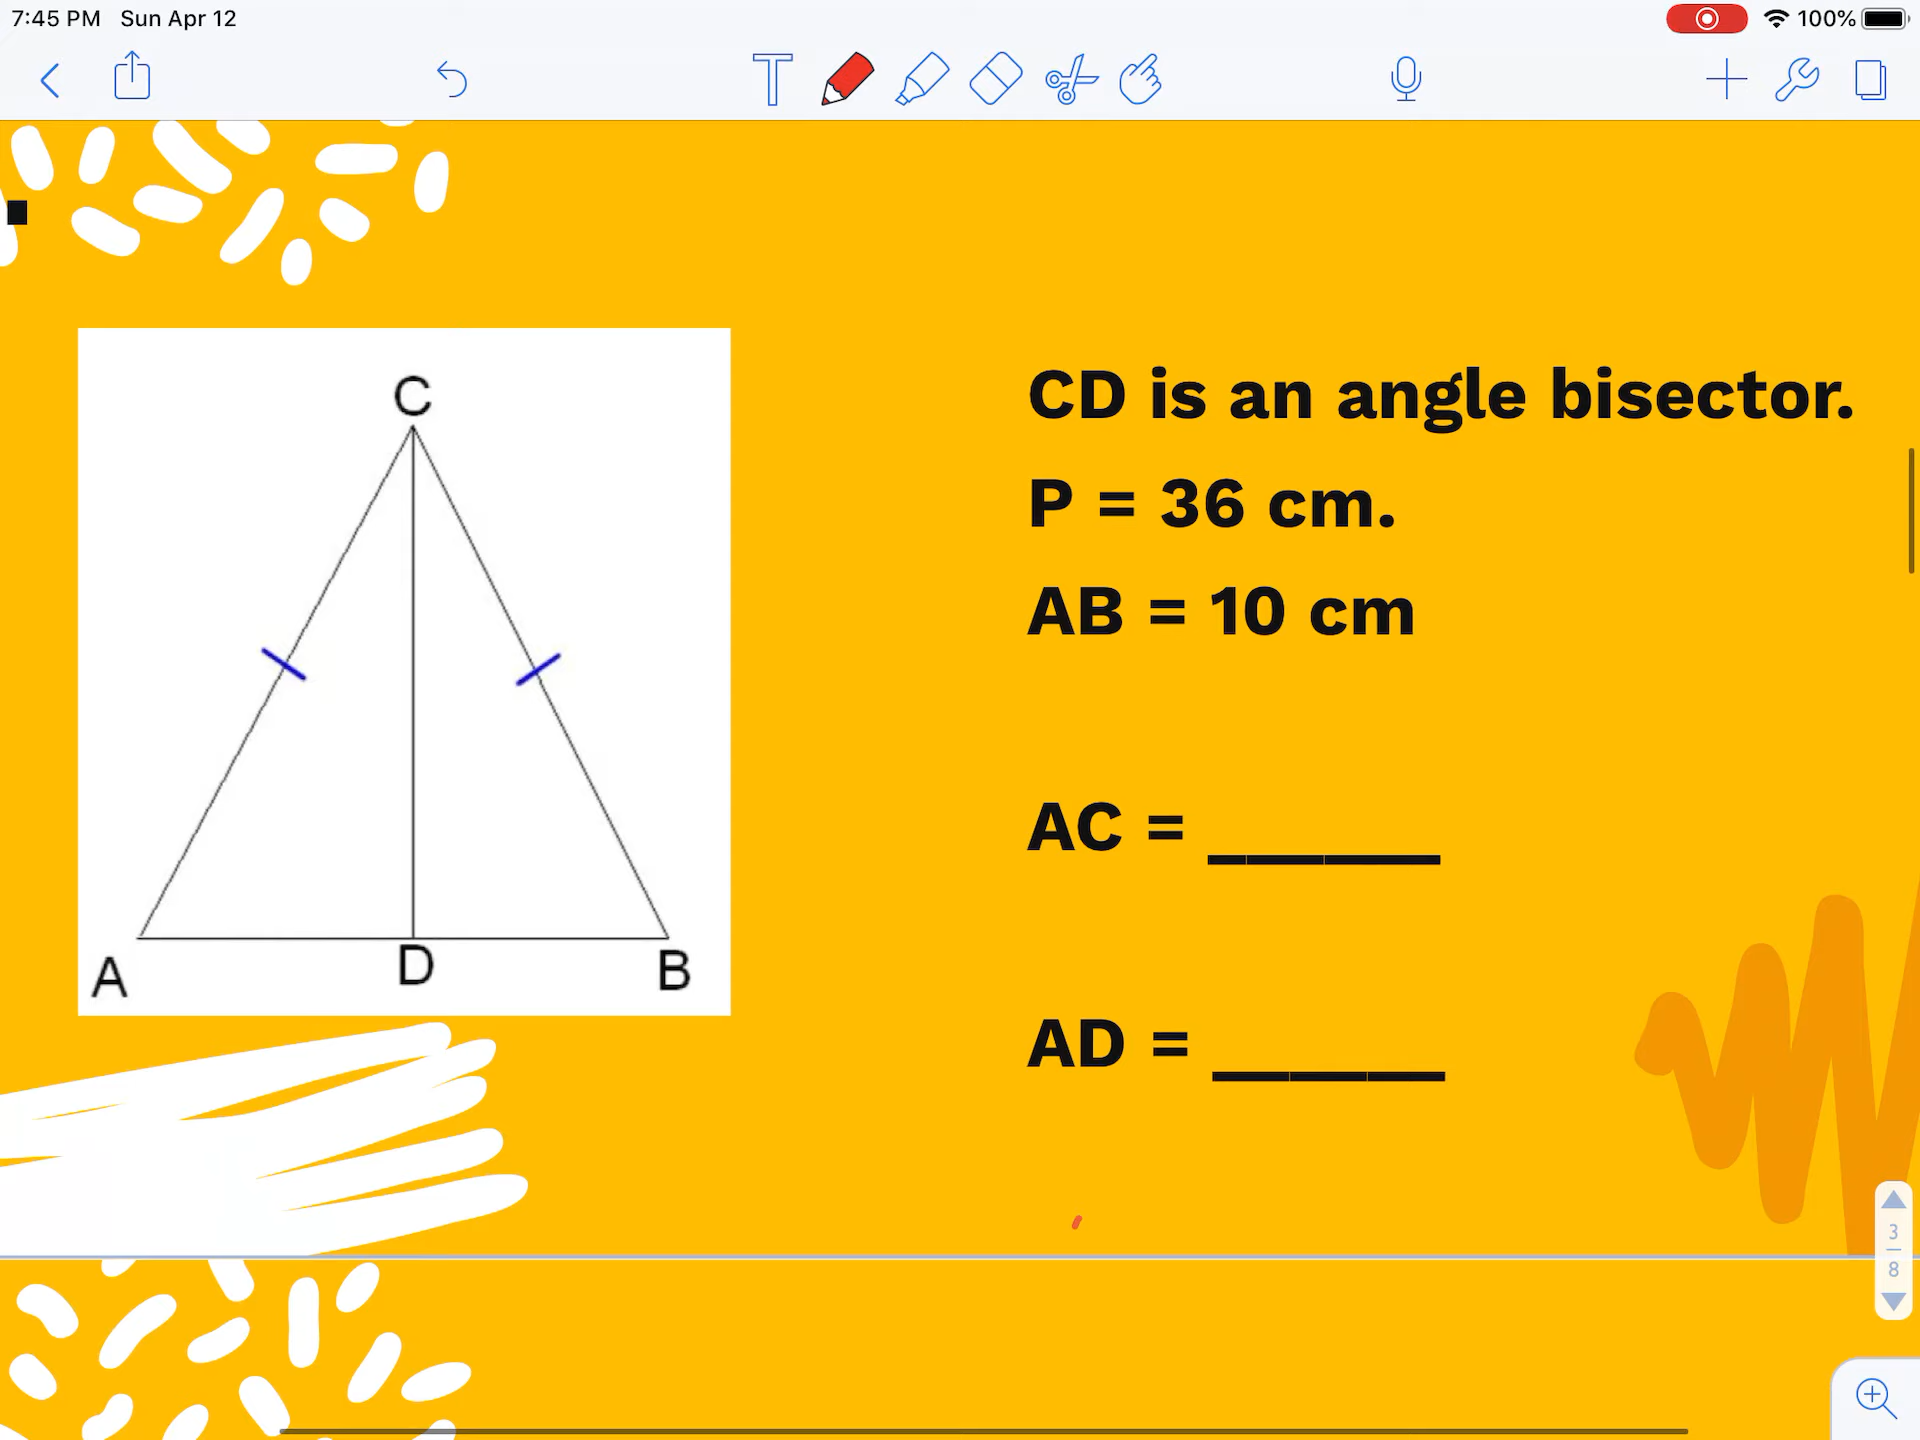 7:45 PM Sun Apr 12
100%
T
C
A
D
B
CD is an angle bisector.
P = 36 cm.
AB = 10 cm
AC = ______
AD = ______
3
8